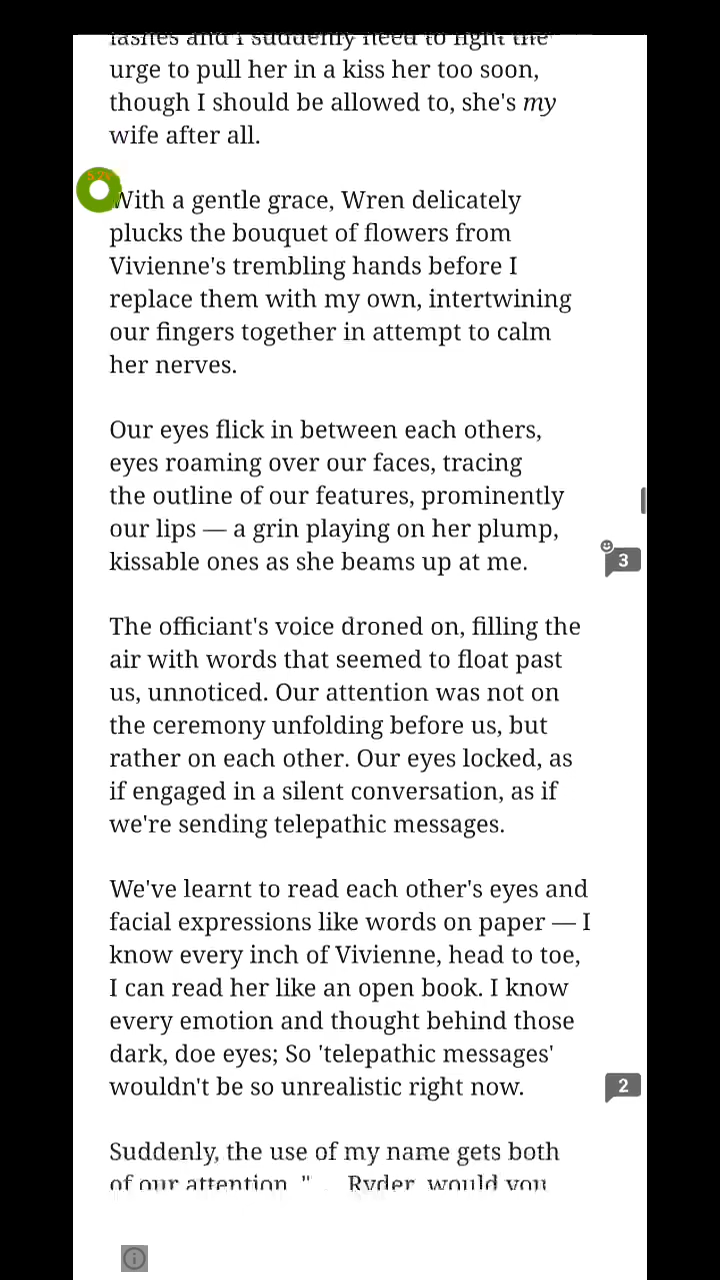 lashes and I suddenly need to fight the
urge to pull her in a kiss her too soon,
though I should be allowed to, she's my
wife after all.
With a gentle grace, Wren delicately
plucks the bouquet of flowers from
Vivienne's trembling hands before I
replace them with my own, intertwining
our fingers together in attempt to calm
her nerves.
Our eyes flick in between each others,
eyes roaming over our faces, tracing
the outline of our features, prominently
our lips — a grin playing on her plump,
kissable ones as she beams up at me.
3
The officiant's voice droned on, filling the
air with words that seemed to float past
us, unnoticed. Our attention was not on
the ceremony unfolding before us, but
rather on each other. Our eyes locked, as
if engaged in a silent conversation, as if
we're sending telepathic messages.
We've learnt to read each other's eyes and
facial expressions like words on paper — I
know every inch of Vivienne, head to toe,
I can read her like an open book. I know
every emotion and thought behind those
dark, doe eyes; So 'telepathic messages'
wouldn't be so unrealistic right now.
2
Suddenly, the use of my name gets both
of our attention " Ryder would you